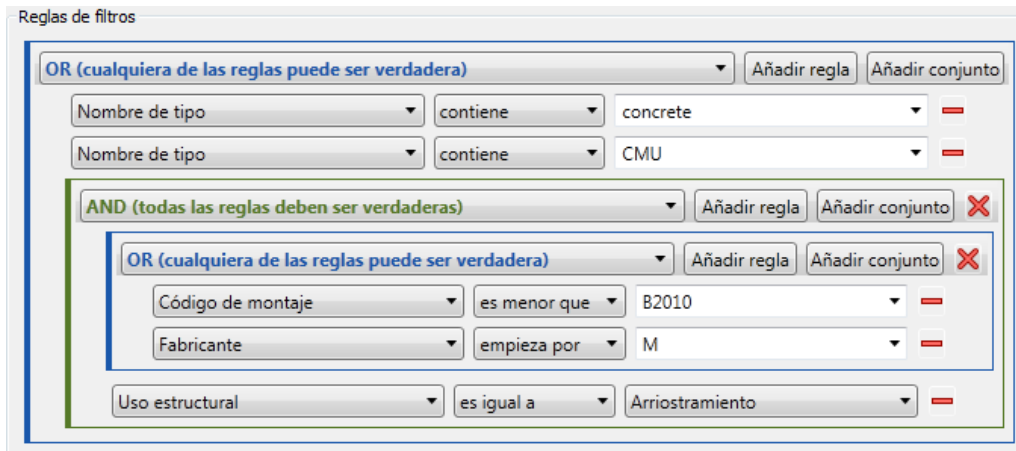 Reglas de filtros
OR (cualquiera de las reglas puede ser verdadera) Añadir regla Añadir conjunto
Nombre de tipo contiene concrete
Nombre de tipo contiene CMU
AND (todas las reglas deben ser verdaderas) Añadir regla Añadir conjunto
OR (cualquiera de las reglas puede ser verdadera) Añadir regla Añadir conjunto
Código de montaje es menor que B2010
Fabricante empieza por M
Uso estructural es igual a Arriostramiento